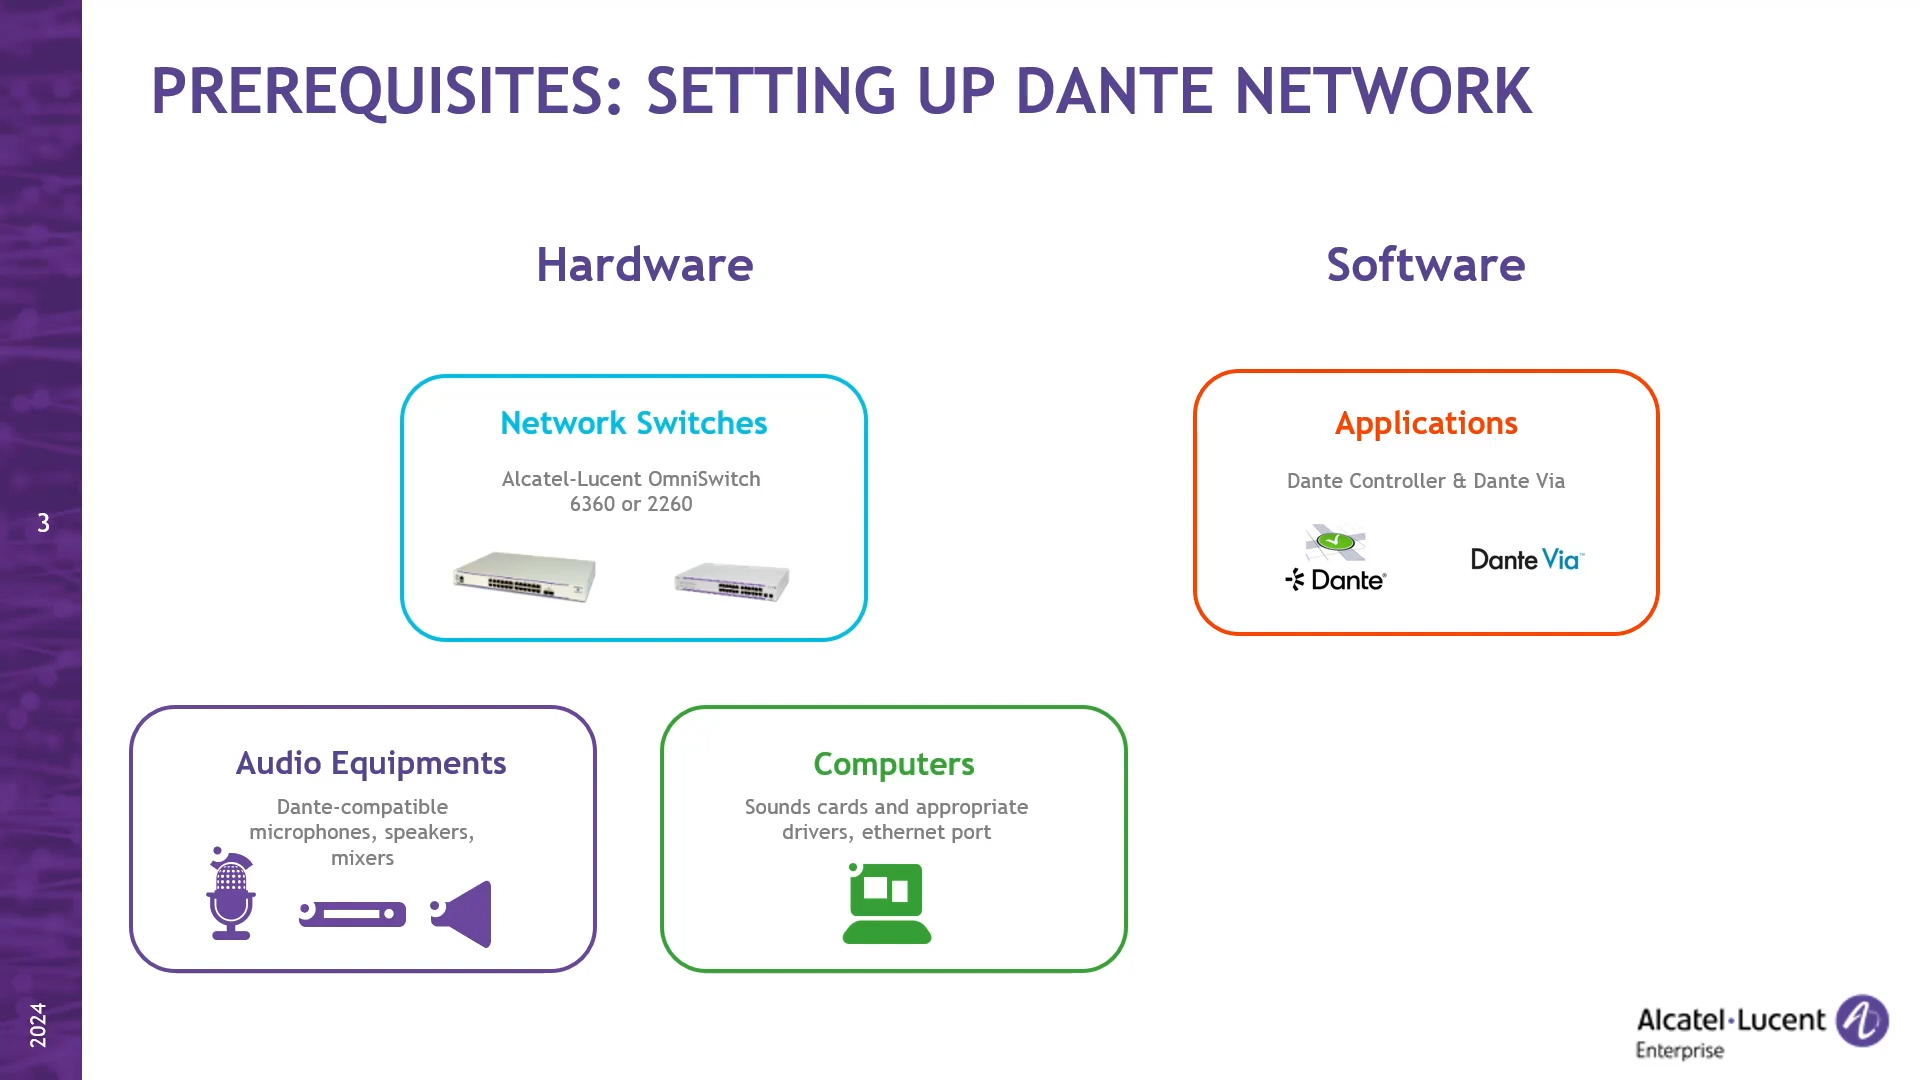 PREREQUISITES: SETTING UP DANTE NETWORK
Hardware
Software
Network Switches
Alcatel-Lucent OmniSwitch
6360 or 2260
Applications
Dante Controller & Dante Via
Dante®
Dante Via™
3
Audio Equipments
Dante-compatible
microphones, speakers,
mixers
Computers
Sounds cards and appropriate
drivers, ethernet port
2024
Alcatel·Lucent
Enterprise